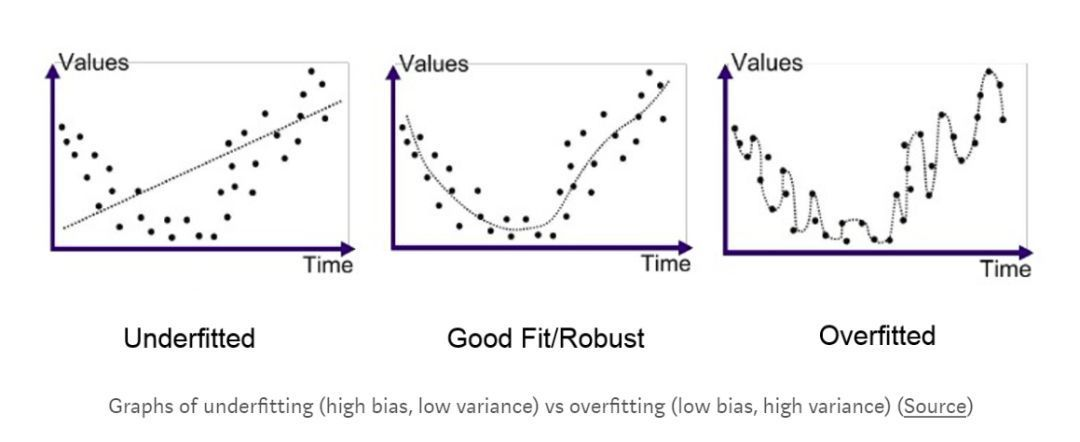 Values
Values
Values
Time
Time
Time
Underfitted
Good Fit/Robust
Overfitted
Graphs of underfitting (high bias, low variance) vs overfitting (low bias, high variance) (Source)